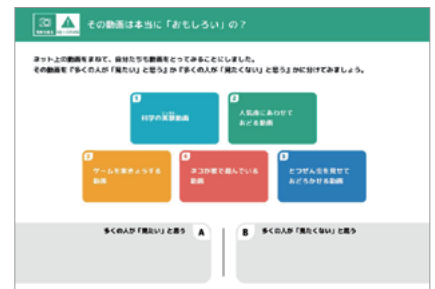 その動画は本当に「おもしろい」の？
ネット上の動画をまねて、自分たちも動画をとってみることにしました。
その動画を『多くの人が「見たい」と思う』か『多くの人が「見たくない」と思う』かに分けてみましょう。
1
科学の実験動画
2
人気曲にあわせて
おどる動画
3
ゲームを実きょうする
動画
4
ネコが家で遊んでいる
動画
5
とつぜん虫を見せて
おどろかせる動画
多くの人が「見たい」と思う A
B 多くの人が「見たくない」と思う